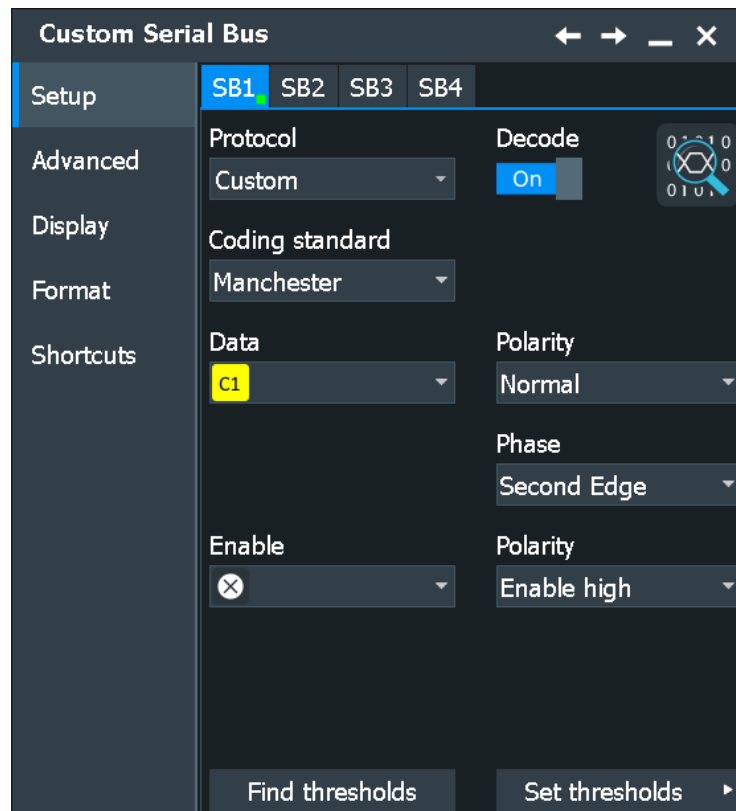 Custom Serial Bus
Setup
Advanced
Display
Format
Shortcuts
SB1 SB2 SB3 SB4
Protocol
Custom
Decode
On
Coding standard
Manchester
Data
C1
Polarity
Normal
Phase
Second Edge
Enable
Polarity
Enable high
Find thresholds
Set thresholds